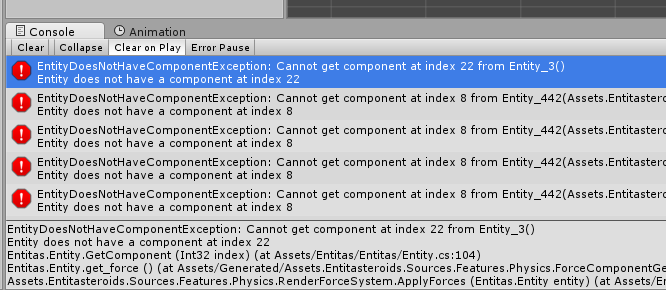 Console
Animation
Clear Collapse Clear on Play Error Pause
EntityDoesNotHaveComponentException: Cannot get component at index 22 from Entity_3()
Entity does not have a component at index 22
EntityDoesNotHaveComponentException: Cannot get component at index 8 from Entity_442(Assets.Entitastero
Entity does not have a component at index 8
EntityDoesNotHaveComponentException: Cannot get component at index 8 from Entity_442(Assets.Entitastero
Entity does not have a component at index 8
EntityDoesNotHaveComponentException: Cannot get component at index 8 from Entity_442(Assets.Entitastero
Entity does not have a component at index 8
EntityDoesNotHaveComponentException: Cannot get component at index 8 from Entity_442(Assets.Entitastero
Entity does not have a component at index 8
EntityDoesNotHaveComponentException: Cannot get component at index 22 from Entity_3()
Entity does not have a component at index 22
Entitas.Entity.GetComponent (Int32 index) (at Assets/Entitas/Entitas/Entity.cs:104)
Entitas.Entity.get_force () (at Assets/Generated/Assets.Entitasteroids.Sources.Features.Physics.ForceComponentGe
Assets.Entitasteroids.Sources.Features.Physics.RenderForceSystem.ApplyForces (Entitas.Entity entity) (at Assets/E